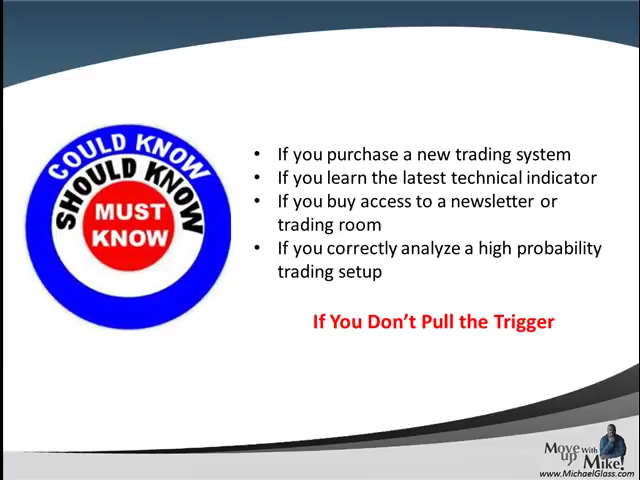 COULD KNOW
SHOULD KNOW
MUST
KNOW
• If you purchase a new trading system
• If you learn the latest technical indicator
• If you buy access to a newsletter or
trading room
• If you correctly analyze a high probability
trading setup
If You Don’t Pull the Trigger
Move up With Mike!
www.MichaelGlass.com